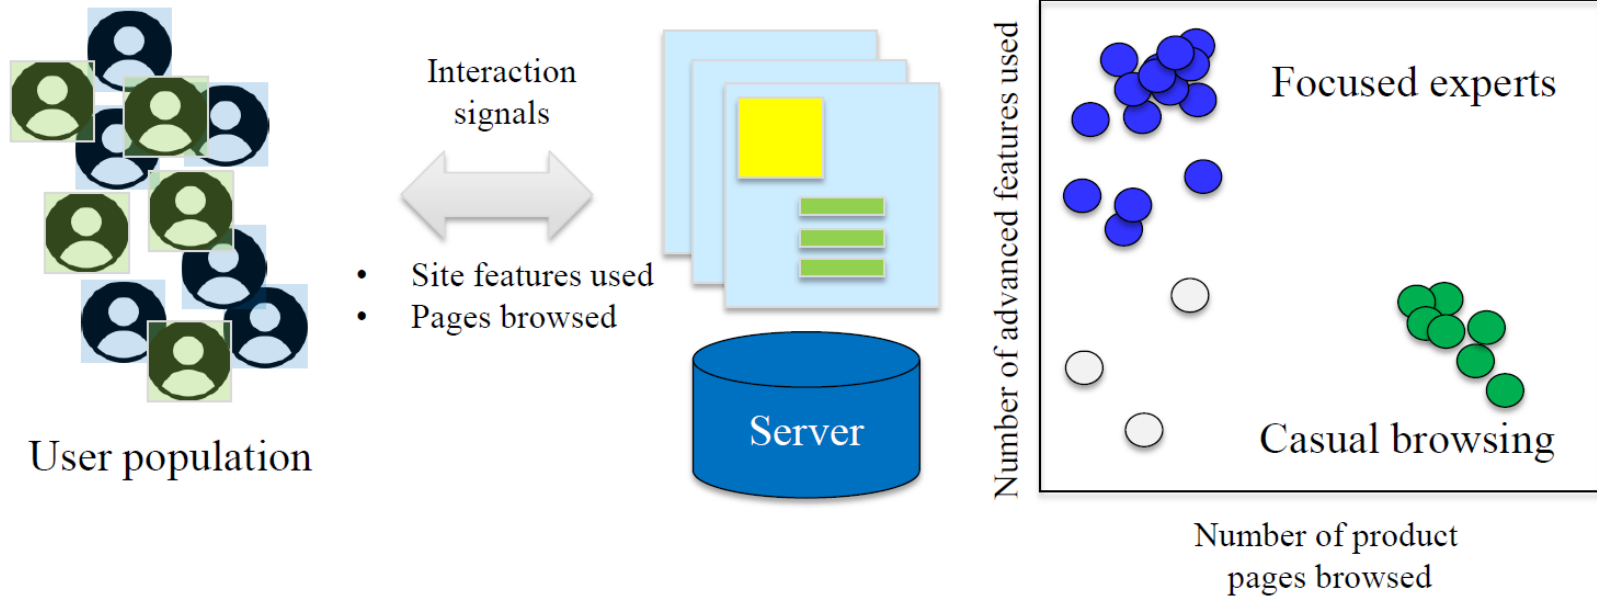 Interaction
signals
• Site features used
• Pages browsed
User population
Server
Number of advanced features used
Focused experts
Casual browsing
Number of product
pages browsed